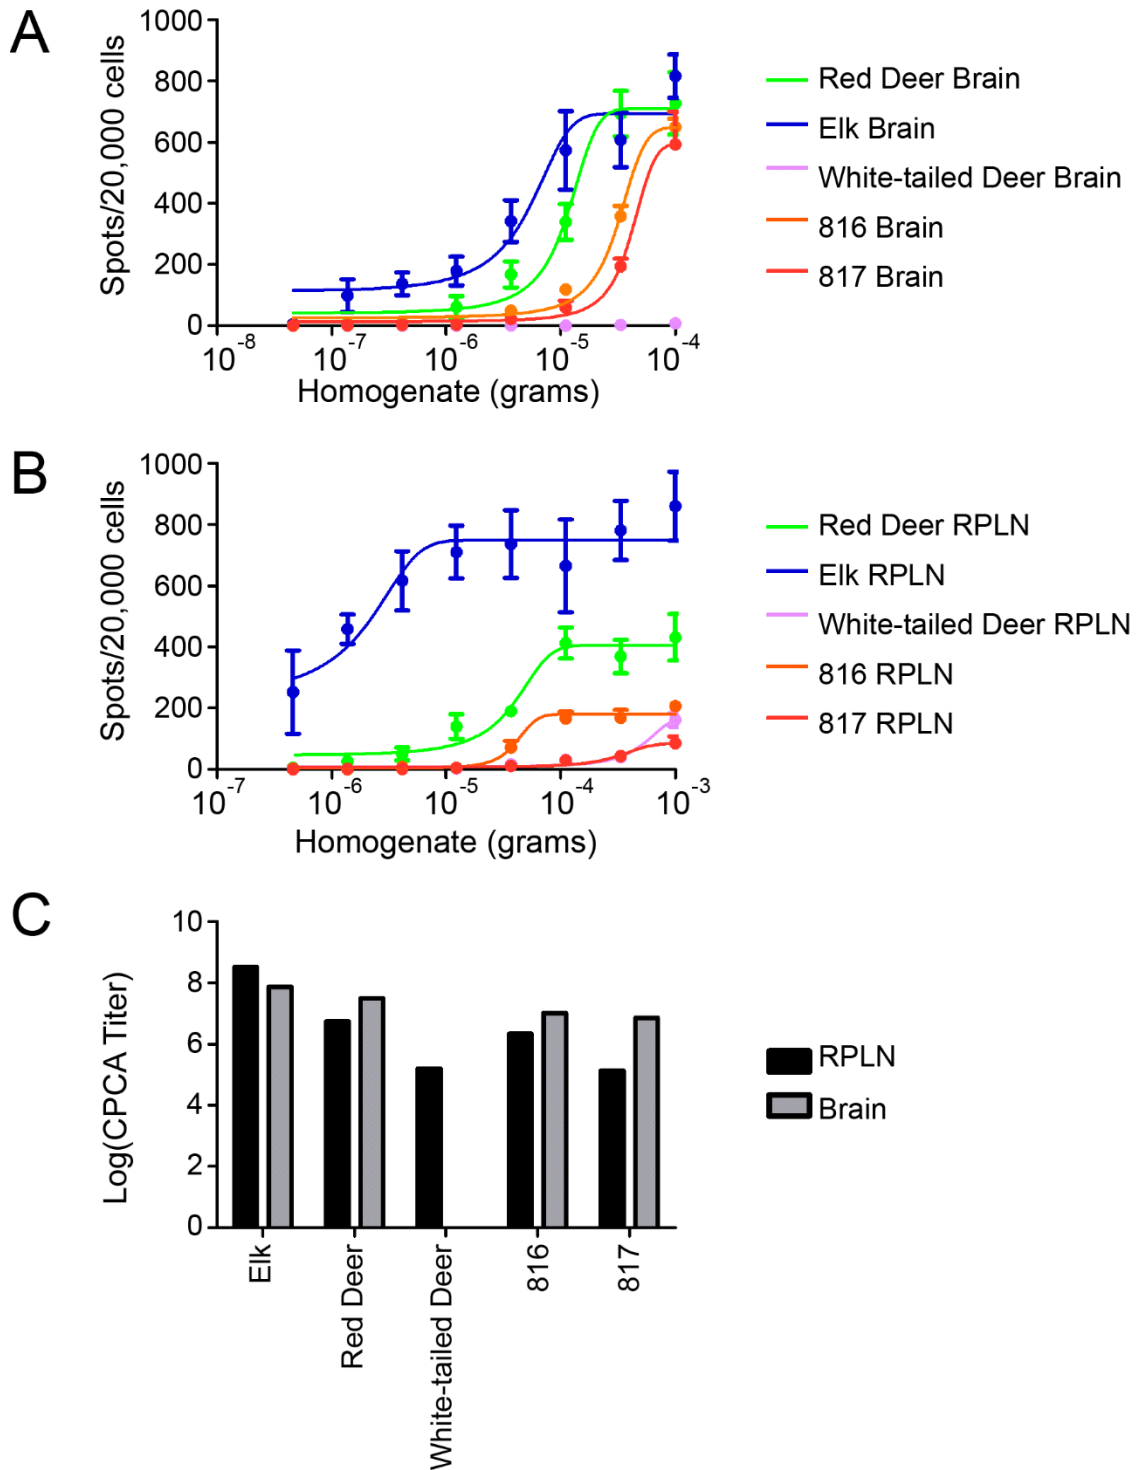 A
Spots/20,000 cells
1000
800
600
400
200
0
10-8
10-7
10-6
10-5
10-4
Homogenate (grams)
Red Deer Brain
Elk Brain
White-tailed Deer Brain
816 Brain
817 Brain
B
Spots/20,000 cells
1000
800
600
400
200
0
10-7
10-6
10-5
10-4
10-3
Homogenate (grams)
Red Deer RPLN
Elk RPLN
White-tailed Deer RPLN
816 RPLN
817 RPLN
C
Log(CPCA Titer)
10
8
6
4
2
0
Elk
Red Deer
White-tailed Deer
816
817
RPLN
Brain